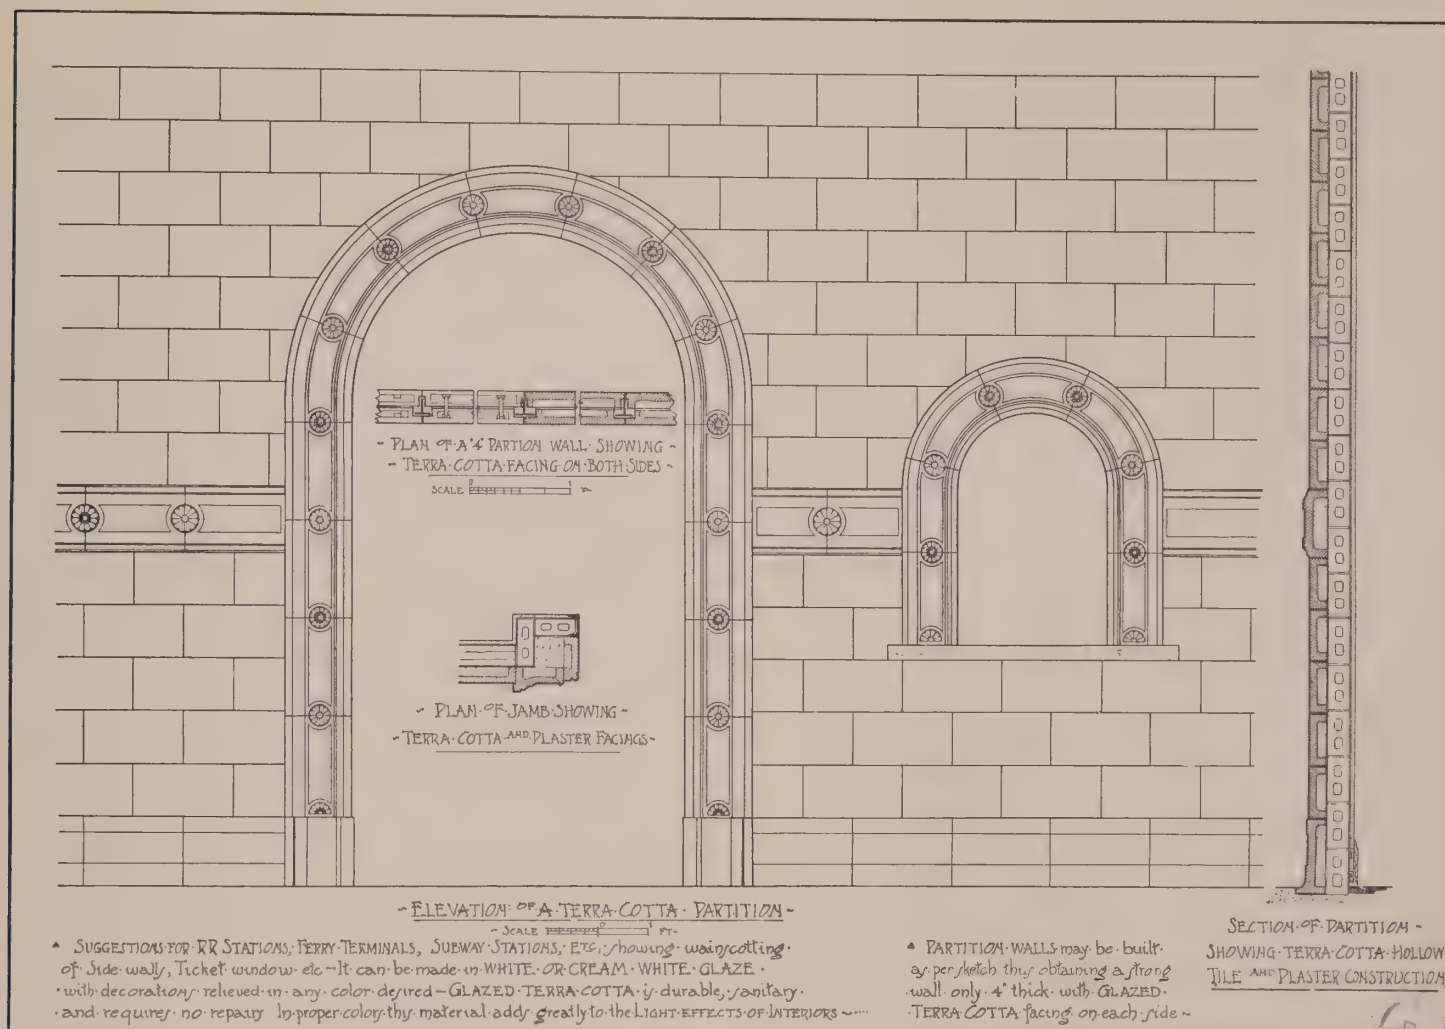 - PLAN OF A 4" PARTION WALL SHOWING -
- TERRA·COTTA·FACING·ON·BOTH·SIDES -
SCALE 0 1 FT-
- PLAN·OF·JAMB·SHOWING -
- TERRA·COTTA·AND·PLASTER FACINGS -
- ELEVATION·OF·A·TERRA·COTTA·PARTITION -
- SCALE 0 1 FT-
SUGGESTIONS·FOR·RR STATIONS, FERRY·TERMINALS, SUBWAY·STATIONS, ETC, showing·wainscotting·
of·Side·walls, Ticket·window·etc - It·can·be·made·in·WHITE·OR·CREAM·WHITE·GLAZE·
·with·decorations·relieved·in·any·color·desired - GLAZED·TERRA·COTTA·is·durable, sanitary·
·and·requires·no·repairs In·proper·colors·this material·adds·greatly·to·the LIGHT·EFFECTS·OF·INTERIORS ~
PARTITION·WALLS may·be·built·
as·per·sketch thus obtaining a strong
wall·only·4" thick·with·GLAZED·
·TERRA·COTTA·facing·on·each·side ~
SECTION·OF·PARTITION -
SHOWING·TERRA·COTTA·HOLLOW
TILE AND PLASTER CONSTRUCTION